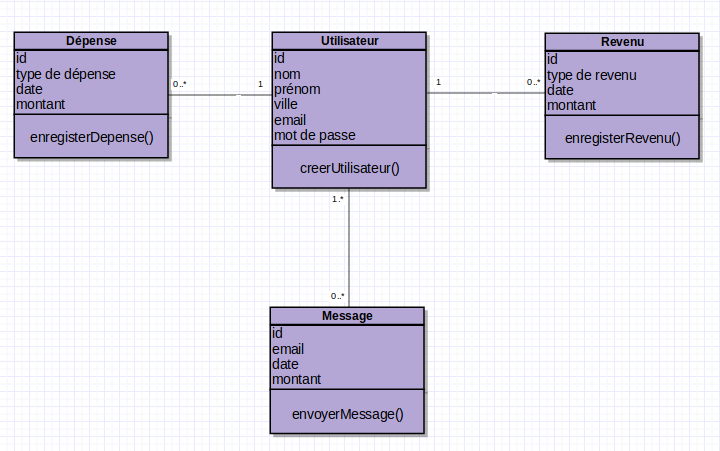 Dépense
id
type de dépense
date
montant
enregisterDepense()
0..*
1
Utilisateur
id
nom
prénom
ville
email
mot de passe
creerUtilisateur()
1
0..*
Revenu
id
type de revenu
date
montant
enregisterRevenu()
1..*
0..*
Message
id
email
date
montant
envoyerMessage()